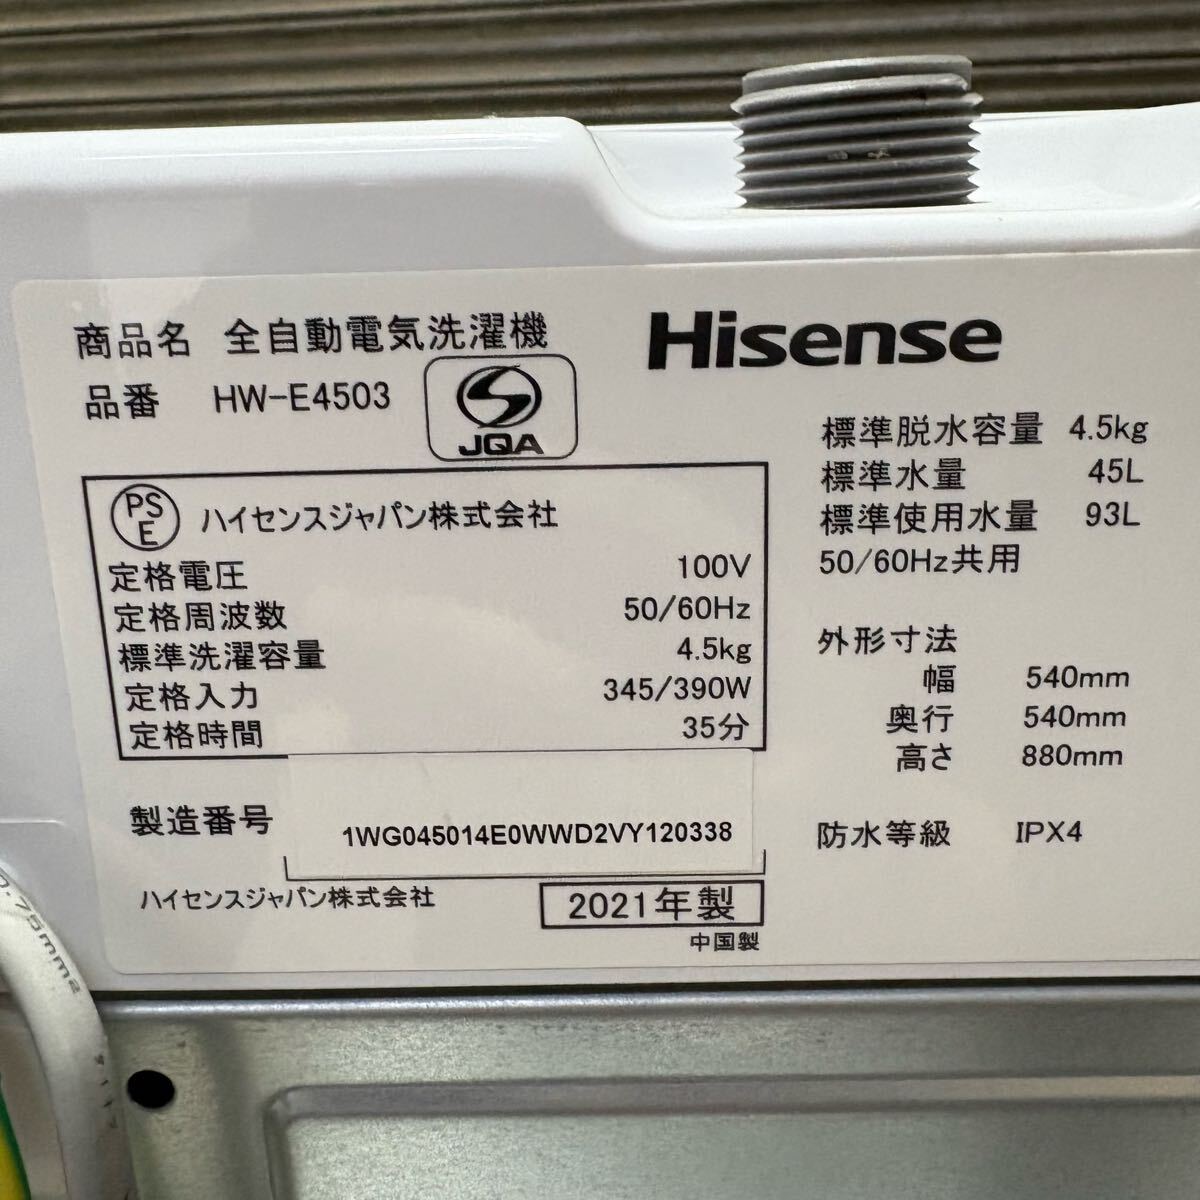 商品名 全自動電気洗濯機
品番 HW-E4503
JQA
Hisense
PS
E
ハイセンスジャパン株式会社
定格電圧 100V
定格周波数 50/60Hz
標準洗濯容量 4.5kg
定格入力 345/390W
定格時間 35分
製造番号 1WG045014E0WWD2VY120338
ハイセンスジャパン株式会社
2021年製
中国製
標準脱水容量 4.5kg
標準水量 45L
標準使用水量 93L
50/60Hz共用
外形寸法
幅 540mm
奥行 540mm
高さ 880mm
防水等級 IPX4